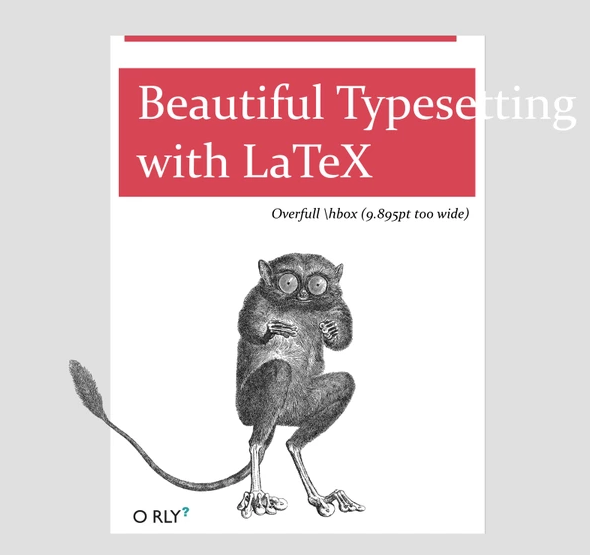 Beautiful Typesetting
with LaTeX
Overfull \hbox (9.895pt too wide)
O RLY?